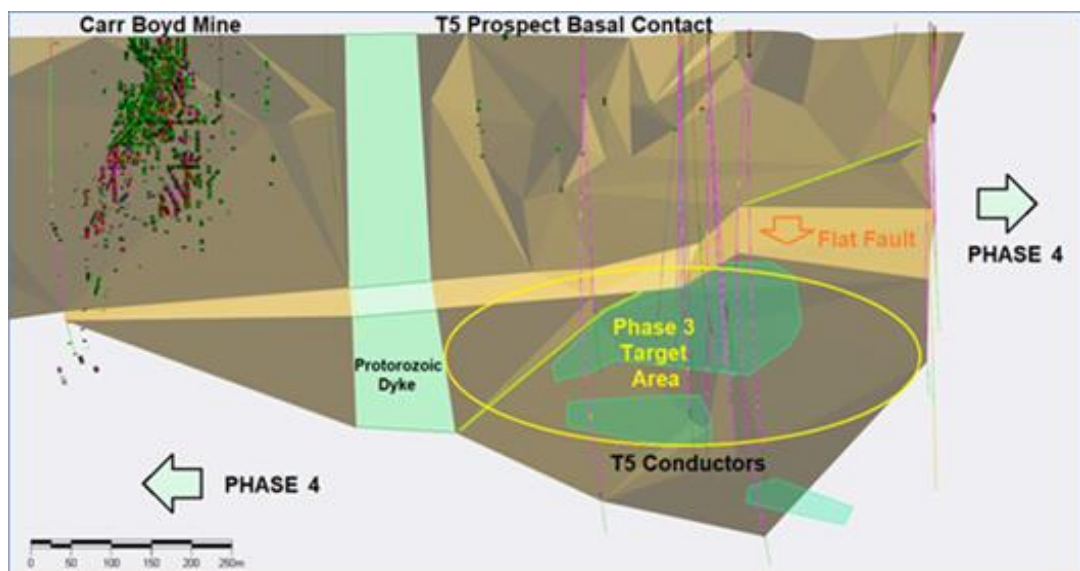 Carr Boyd Mine
T5 Prospect Basal Contact
PHASE 4
Flat Fault
Phase 3
Target
Area
Protorozoic
Dyke
T5 Conductors
PHASE 4
0 50 100 150 200 250m